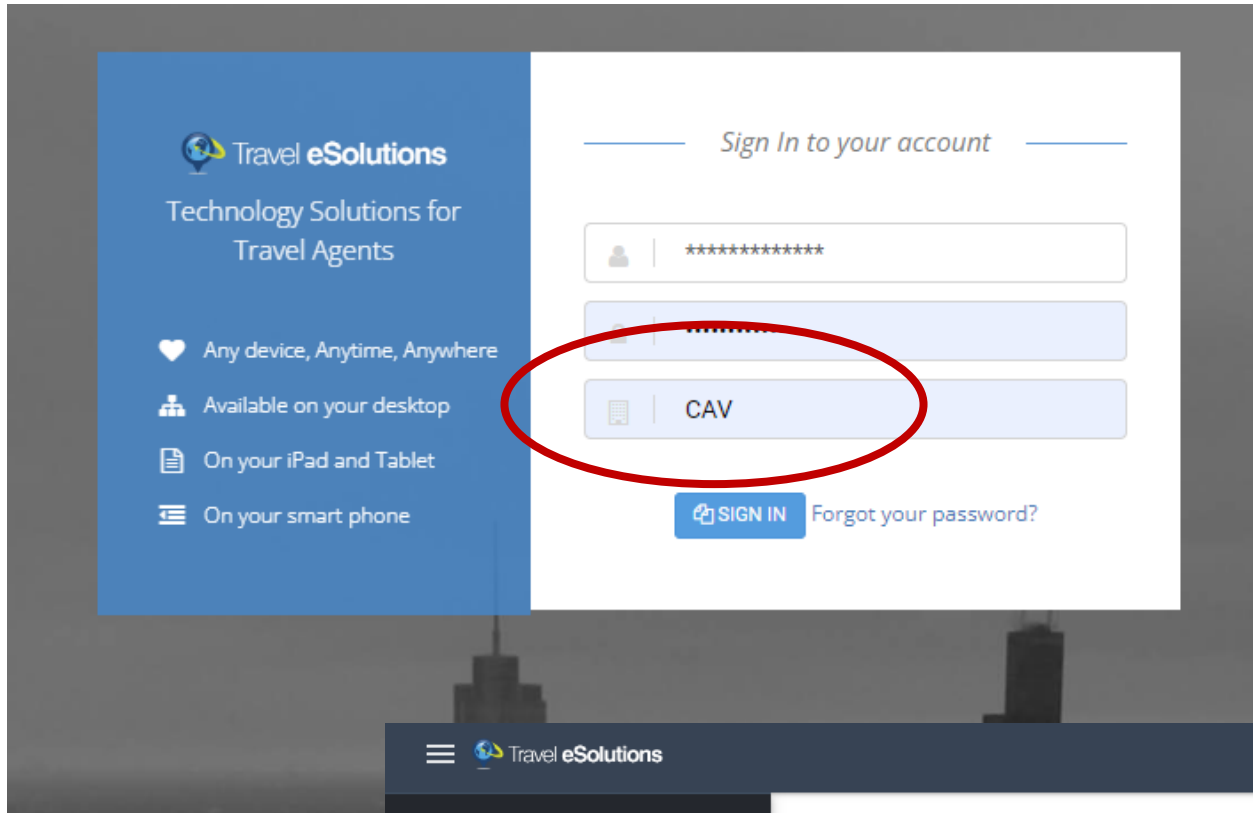 Travel eSolutions
Technology Solutions for
Travel Agents
Any device, Anytime, Anywhere
Available on your desktop
On your iPad and Tablet
On your smart phone
Sign In to your account
*************
CAV
SIGN IN Forgot your password?
Travel eSolutions